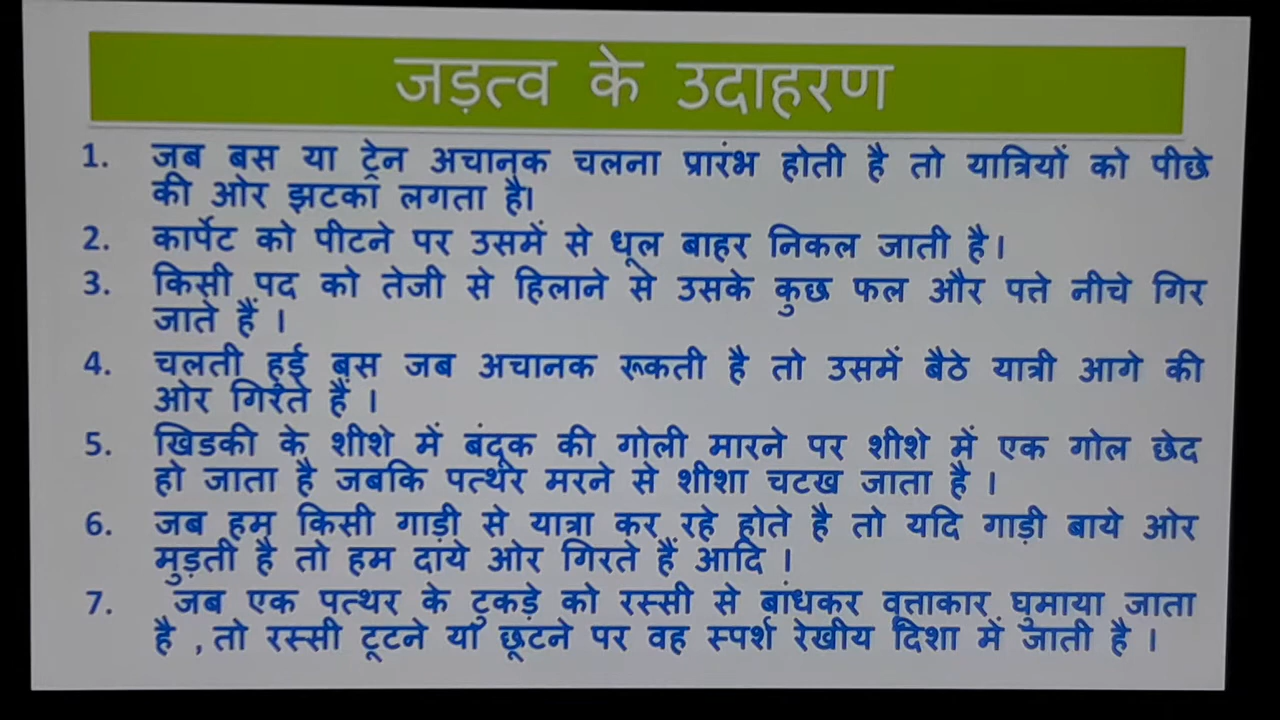 जड़त्व के उदाहरण
1. जब बस या ट्रेन अचानक चलना प्रारंभ होती है तो यात्रियों को पीछे
की ओर झटका लगता है।
2. कार्पेट को पीटने पर उसमें से धूल बाहर निकल जाती है।
3. किसी पद को तेजी से हिलाने से उसके कुछ फल और पत्ते नीचे गिर
जाते हैं ।
4. चलती हुई बस जब अचानक रूकती है तो उसमें बैठे यात्री आगे की
ओर गिरते हैं ।
5. खिडकी के शीशे में बंदूक की गोली मारने पर शीशे में एक गोल छेद
हो जाता है जबकि पत्थर मरने से शीशा चटख जाता है ।
6. जब हम किसी गाड़ी से यात्रा कर रहे होते है तो यदि गाड़ी बाये ओर
मुड़ती है तो हम दाये ओर गिरते हैं आदि ।
7. जब एक पत्थर के टुकड़े को रस्सी से बांधकर वृत्ताकार घुमाया जाता
है , तो रस्सी टूटने या छूटने पर वह स्पर्श रेखीय दिशा में जाती है ।